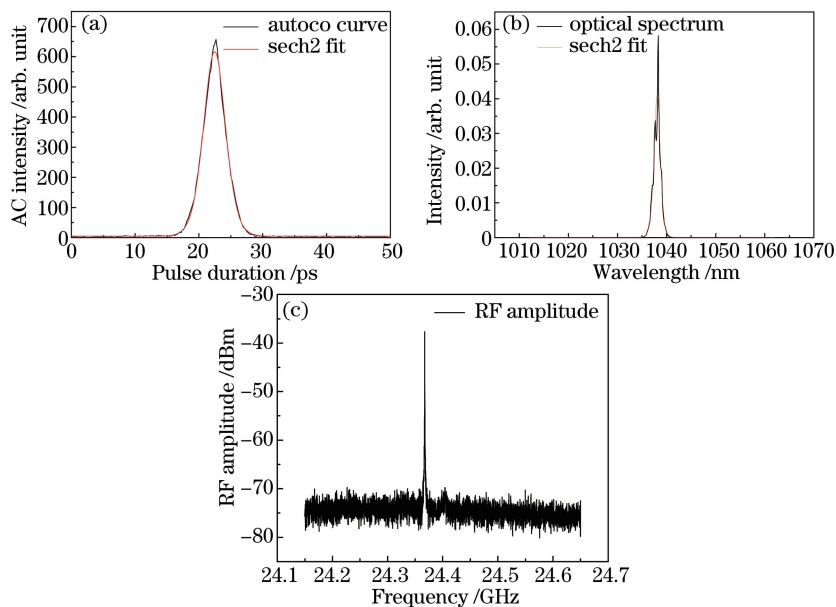 (a)
autoco curve
sech2 fit
AC intensity /arb. unit
700
600
500
400
300
200
100
0
0 10 20 30 40 50
Pulse duration /ps
(b)
optical spectrum
sech2 fit
Intensity /arb. unit
0.06
0.05
0.04
0.03
0.02
0.01
0
1010 1020 1030 1040 1050 1060 1070
Wavelength /nm
(c)
RF amplitude
RF amplitude /dBm
−30
−40
−50
−60
−70
−80
24.1 24.2 24.3 24.4 24.5 24.6 24.7
Frequency /GHz